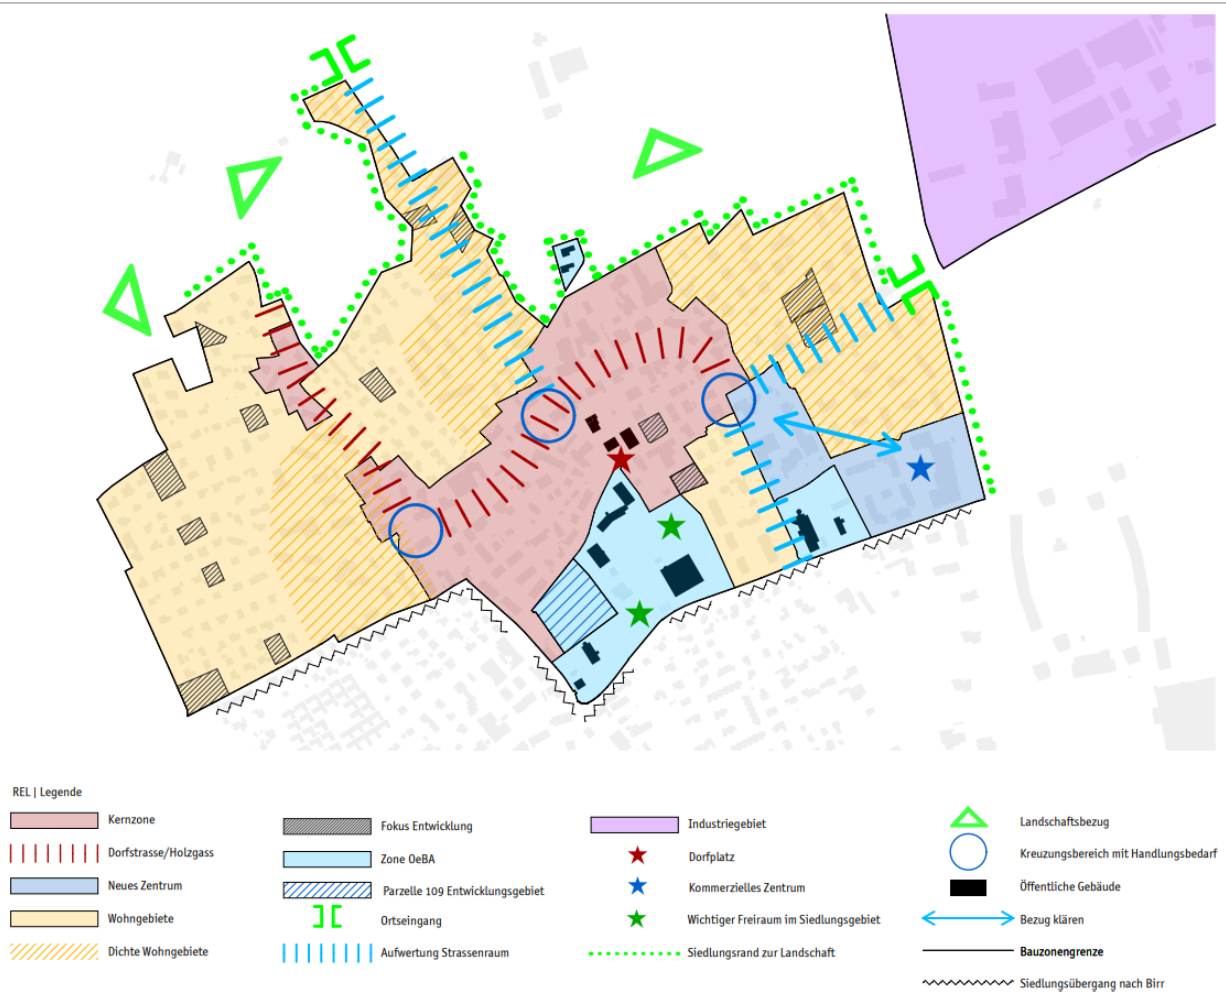 REL | Legende
Kernzone
Dorfstrasse/Holzgass
Neues Zentrum
Wohngebiete
Dichte Wohngebiete
Fokus Entwicklung
Zone OeBA
Parzelle 109 Entwicklungsgebiet
Ortseingang
Aufwertung Strassenraum
Industriegebiet
Dorfplatz
Kommerzielles Zentrum
Wichtiger Freiraum im Siedlungsgebiet
Siedlungsrand zur Landschaft
Landschaftsbezug
Kreuzungsbereich mit Handlungsbedarf
Öffentliche Gebäude
Bezug klären
Bauzonengrenze
Siedlungsübergang nach Birr